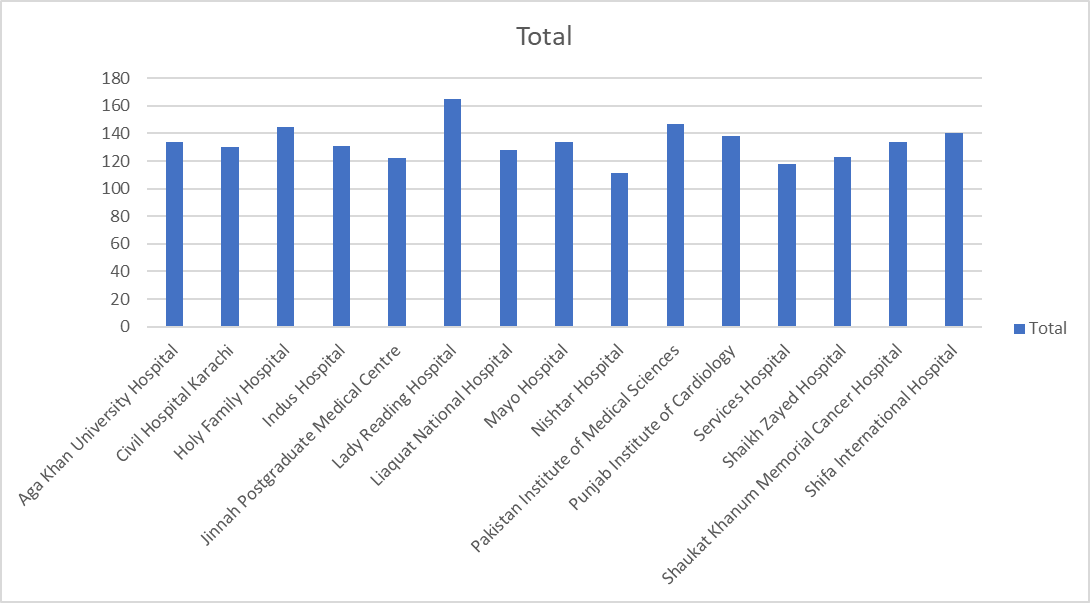 Total
180
160
140
120
100
80
60
40
20
0
Aga Khan University Hospital
Civil Hospital Karachi
Holy Family Hospital
Indus Hospital
Jinnah Postgraduate Medical Centre
Lady Reading Hospital
Liaquat National Hospital
Mayo Hospital
Nishtar Hospital
Pakistan Institute of Medical Sciences
Punjab Institute of Cardiology
Services Hospital
Shaikh Zayed Hospital
Shaukat Khanum Memorial Cancer Hospital
Shifa International Hospital
Total